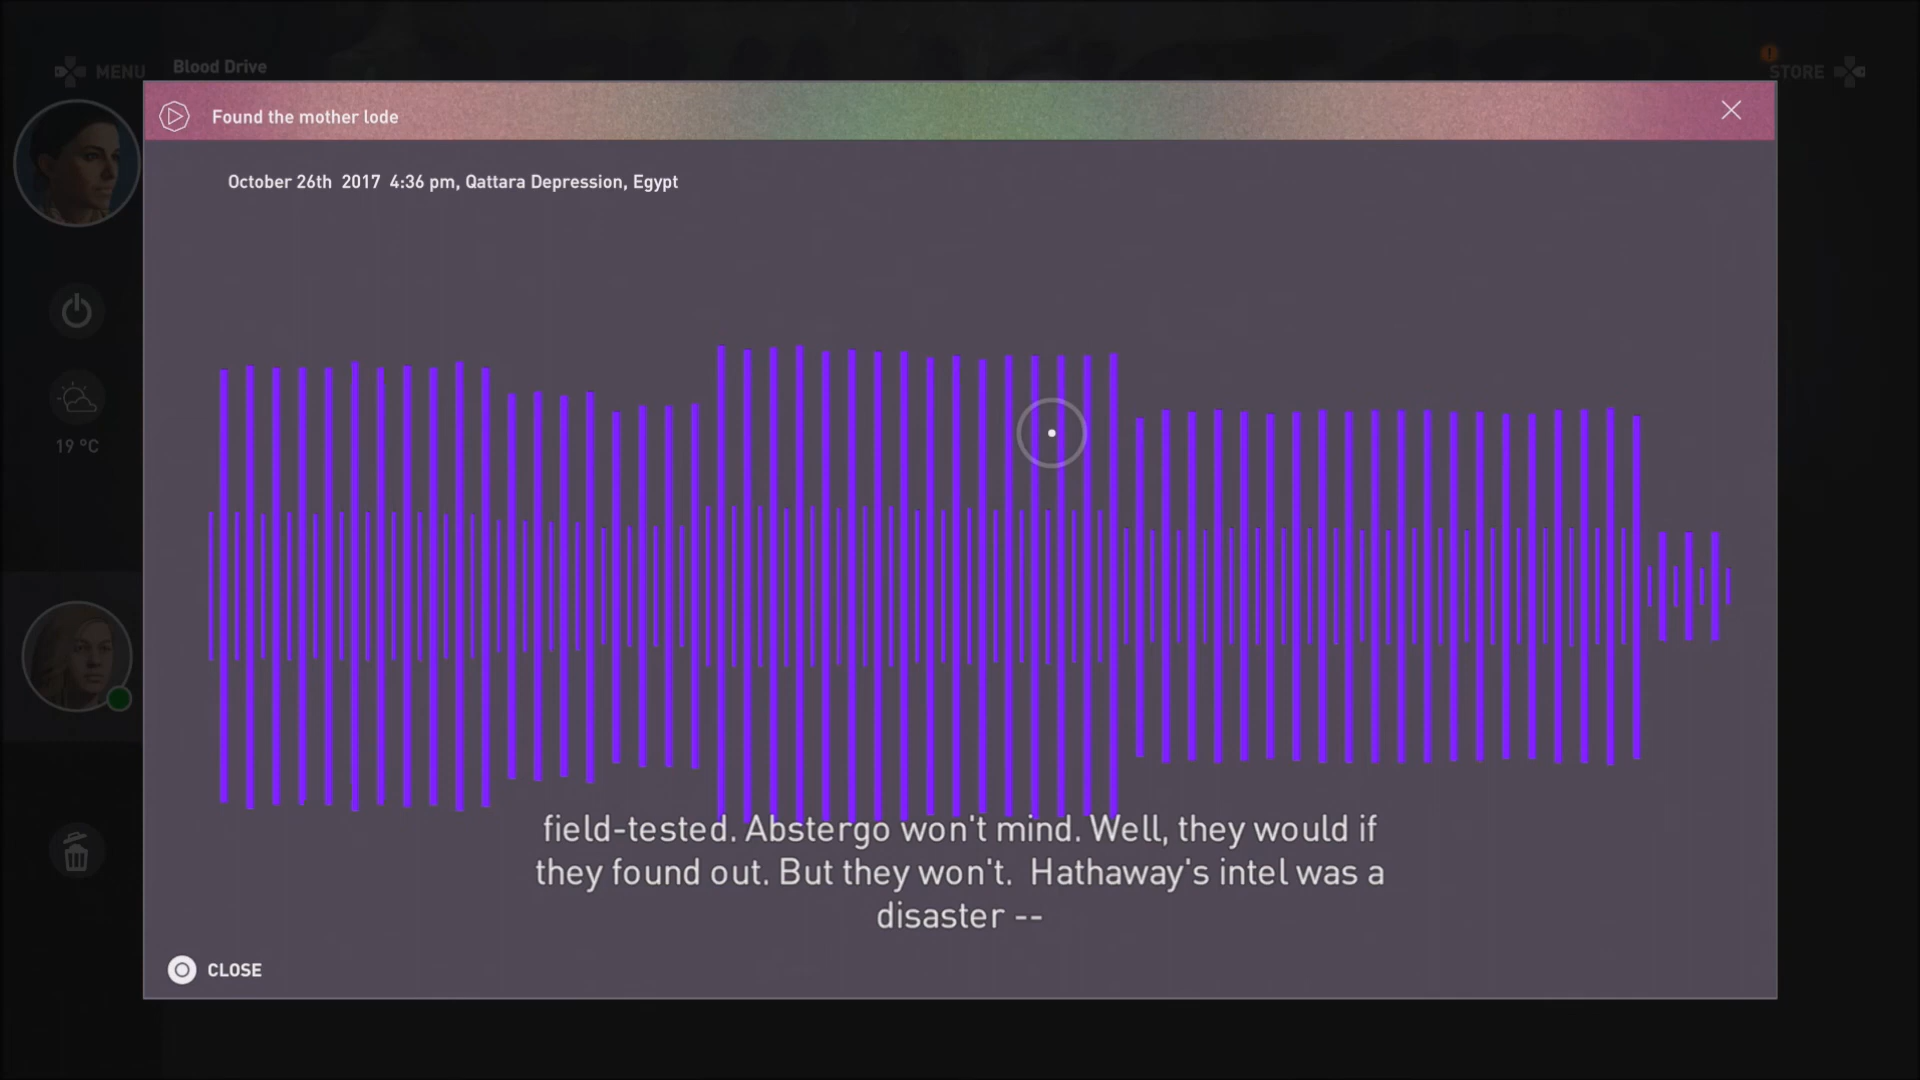 MENU
Blood Drive
STORE
Found the mother lode
October 26th 2017 4:36 pm, Qattara Depression, Egypt
19 °C
field-tested. Abstergo won't mind. Well, they would if
they found out. But they won't. Hathaway's intel was a
disaster --
CLOSE